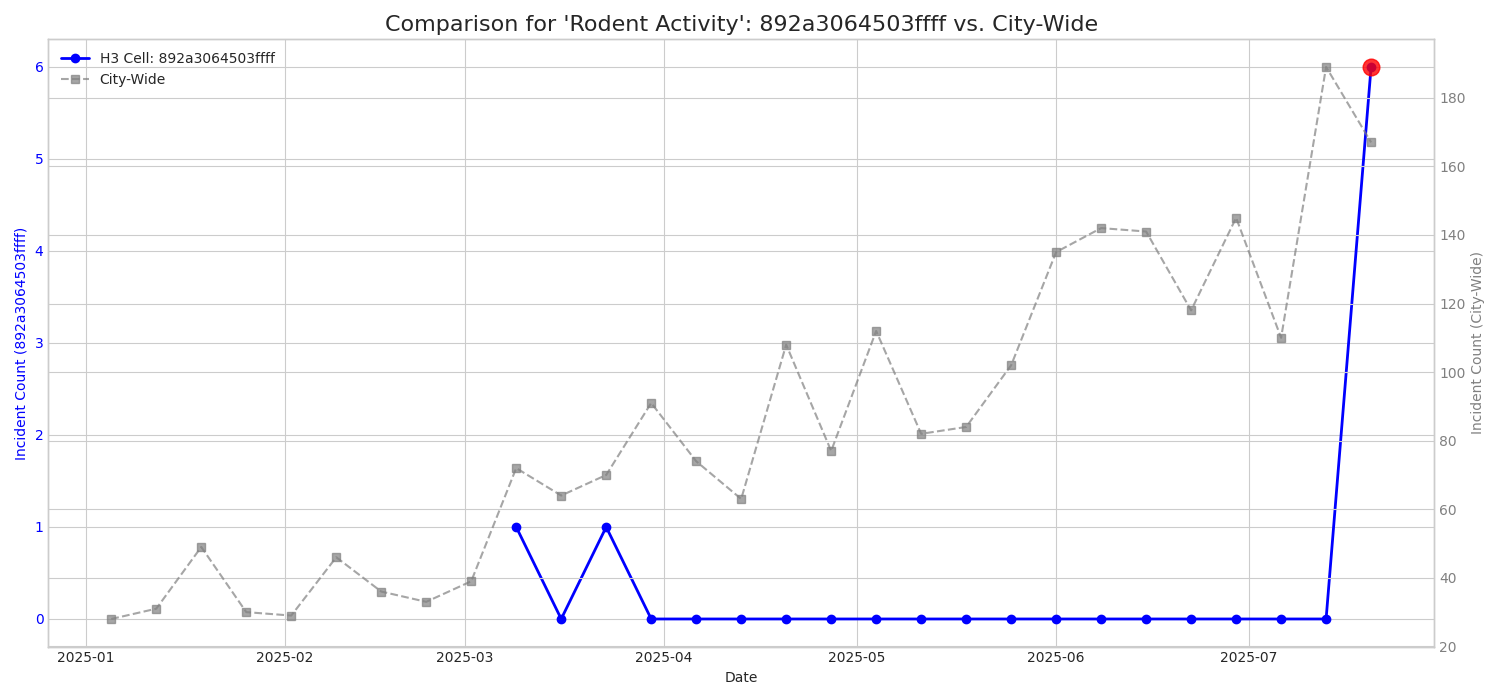 Comparison for 'Rodent Activity': 892a3064503ffff vs. City-Wide
H3 Cell: 892a3064503ffff
City-Wide
Incident Count (892a3064503ffff)
6
5
4
3
2
1
0
180
160
140
120
100
80
60
40
20
Incident Count (City-Wide)
2025-01 2025-02 2025-03 2025-04 2025-05 2025-06 2025-07
Date